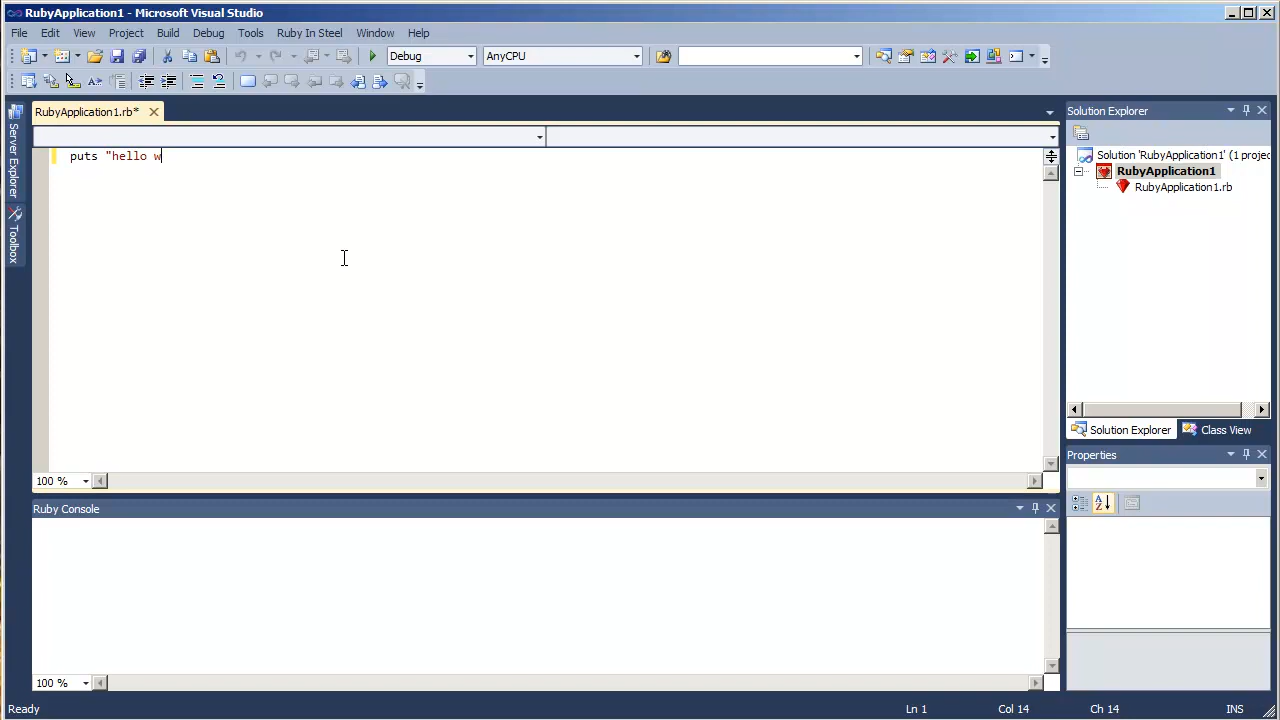 RubyApplication1 - Microsoft Visual Studio
File Edit View Project Build Debug Tools Ruby In Steel Window Help
Debug AnyCPU
RubyApplication1.rb*
puts "hello w
Server Explorer
Toolbox
100 %
Ruby Console
100 %
Solution Explorer
Solution 'RubyApplication1' (1 projec
RubyApplication1
RubyApplication1.rb
Solution Explorer Class View
Properties
Ready Ln 1 Col 14 Ch 14 INS